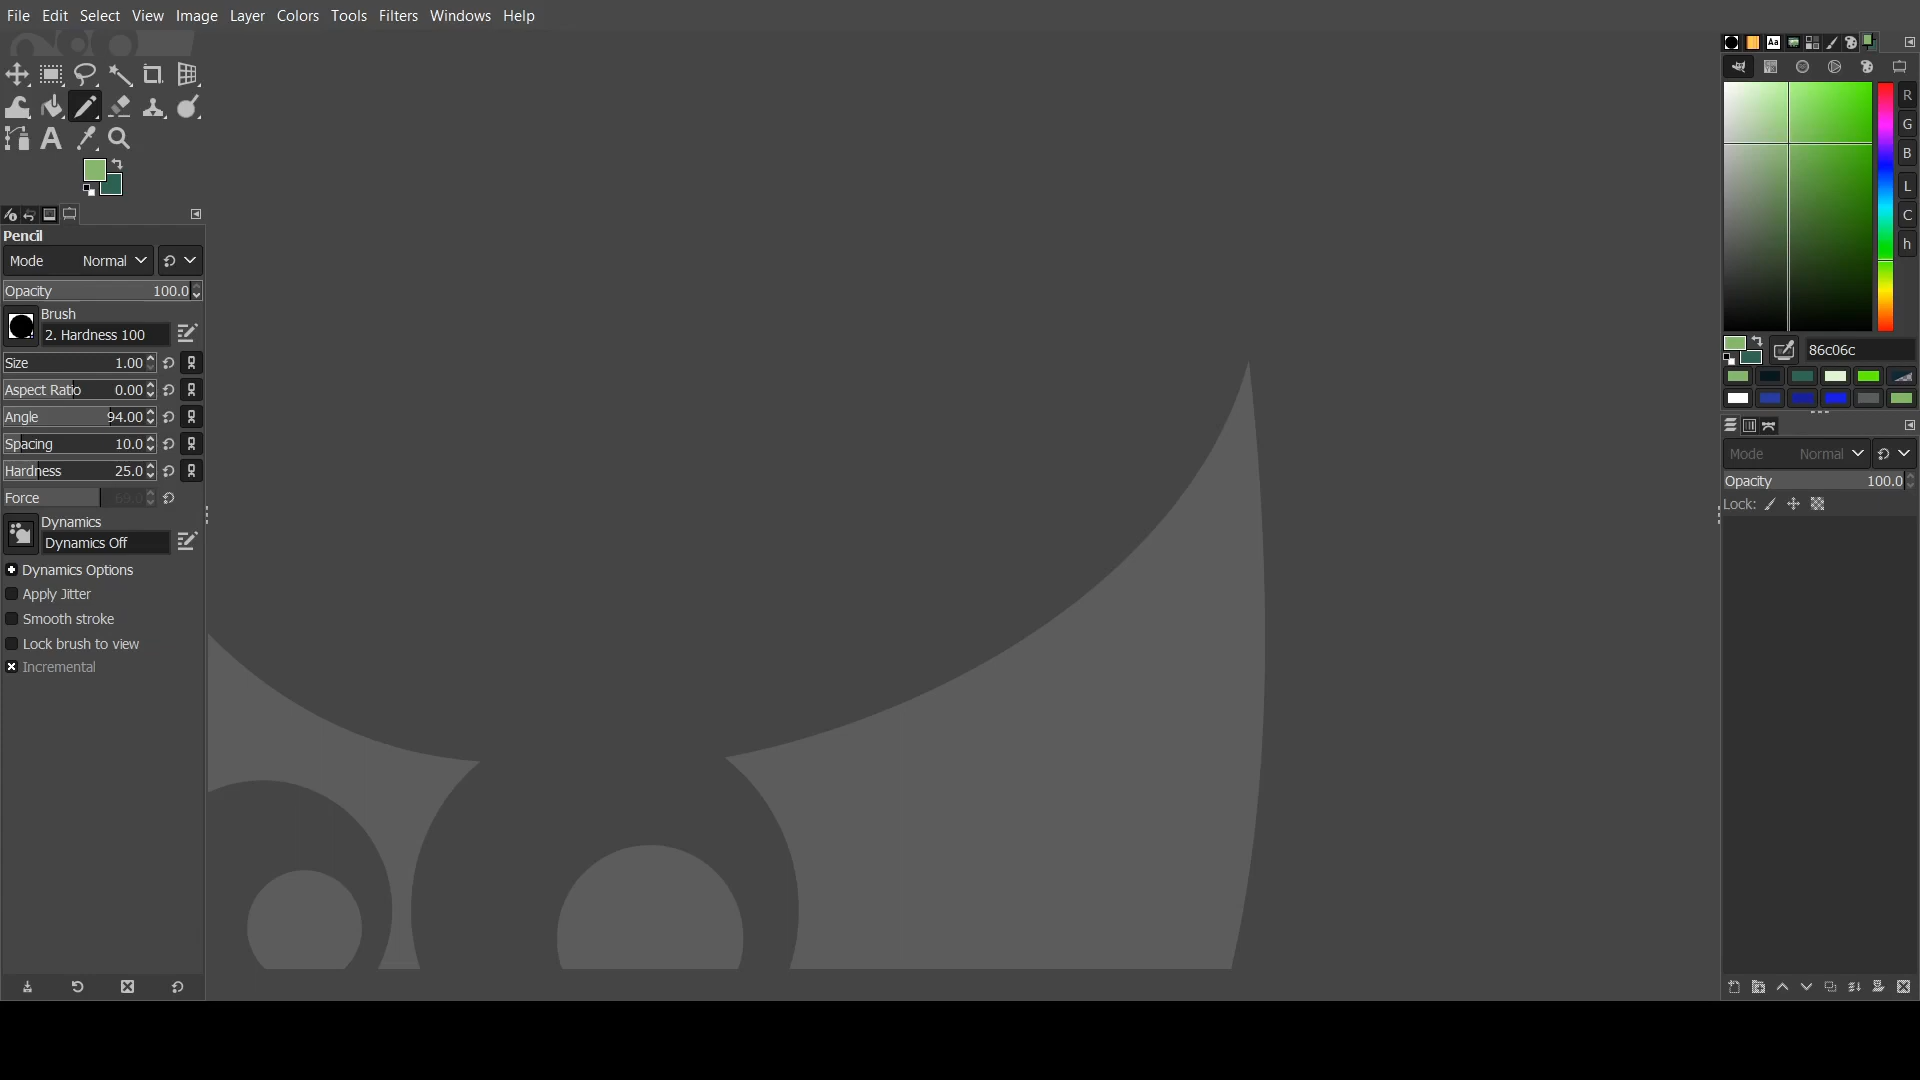 File Edit Select View Image Layer Colors Tools Filters Windows Help
Aa
A
R
G
B
L
C
h
Pencil
Mode Normal
Opacity 100.0
Brush
2. Hardness 100
Size 1.00
Aspect Ratio 0.00
Angle 94.00
Spacing 10.0
Hardness 25.0
Force 69.0
Dynamics
Dynamics Off
Dynamics Options
Apply Jitter
Smooth stroke
Lock brush to view
Incremental
86c06c
Mode Normal
Opacity 100.0
Lock: